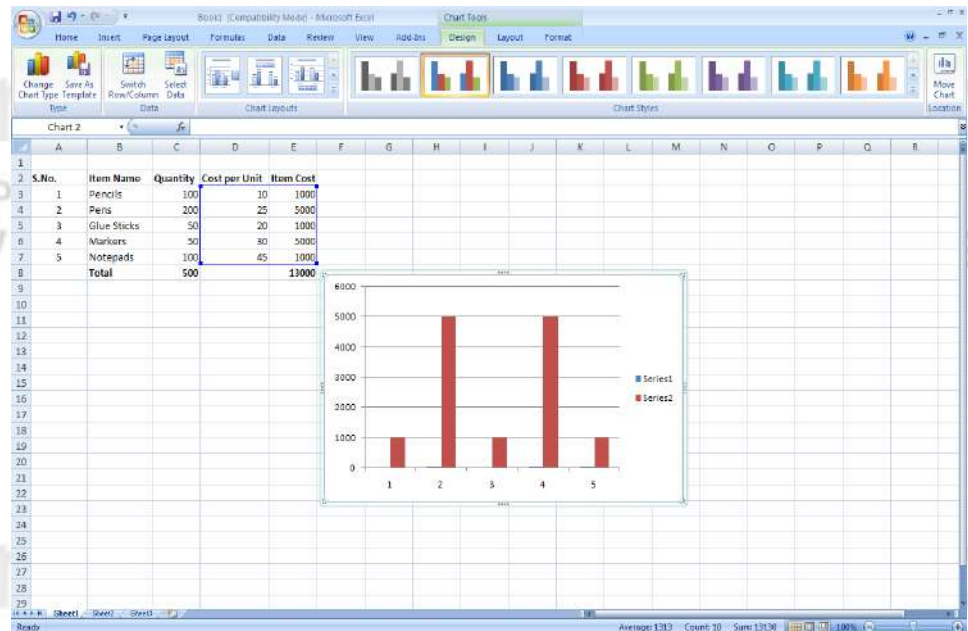 Book1 [Compatibility Mode] - Microsoft Excel Chart Tools
Home Insert Page Layout Formulas Data Review View Add-Ins Design Layout Format
Change Chart Type Save As Template Switch Row/Column Select Data Move Chart
Type Data Chart Layouts Chart Styles Location
Chart 2 fx
A B C D E F G H I J K L M N O P Q R
1
2 S.No. Item Name Quantity Cost per Unit Item Cost
3 1 Pencils 100 10 1000
4 2 Pens 200 25 5000
5 3 Glue Sticks 50 20 1000
6 4 Markers 50 30 5000
7 5 Notepads 100 45 1000
8 Total 500 13000
9
10
11
12
13
14
15
16
17
18
19
20
21
22
23
24
25
26
27
28
29
6000
5000
4000
3000
2000
1000
0
1 2 3 4 5
Series1
Series2
Sheet1 Sheet2 Sheet3
Ready Average: 1313 Count: 10 Sum: 13130 100%